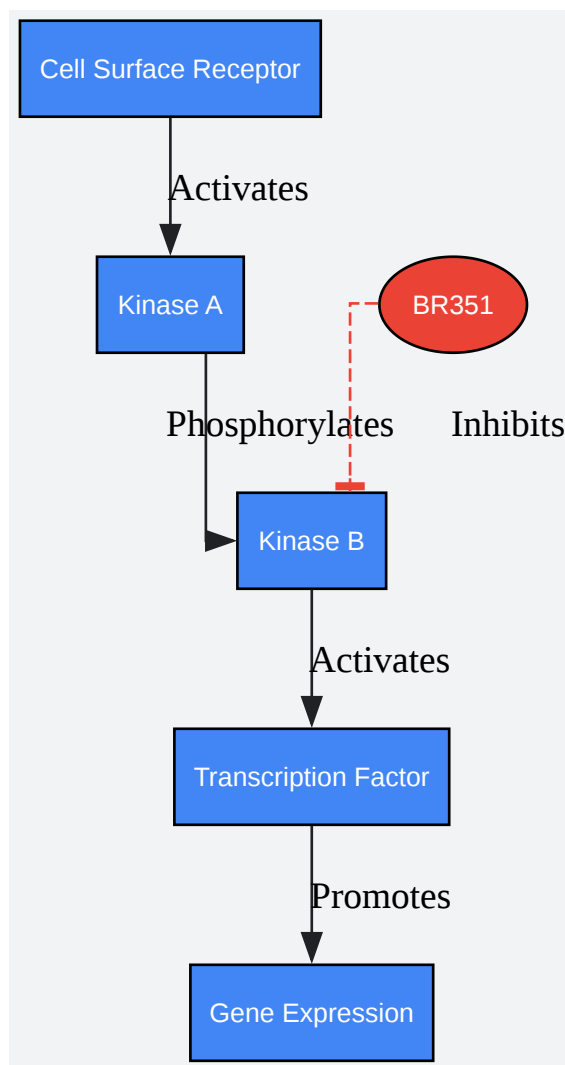 Cell Surface Receptor
Activates
Kinase A
BR351
Phosphorylates
Inhibits
Kinase B
Activates
Transcription Factor
Promotes
Gene Expression